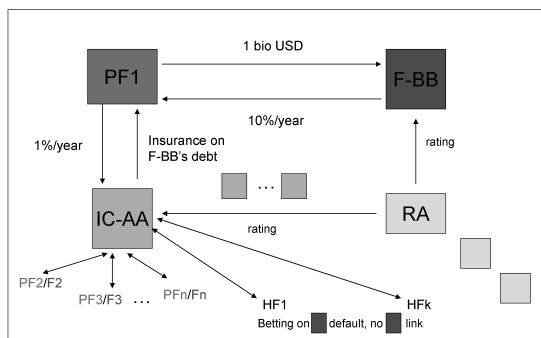 1 bio USD
PF1
F-BB
10%/year
1%/year
Insurance on
F-BB's debt
rating
...
IC-AA
RA
rating
PF2/F2
PF3/F3
...
PFn/Fn
HF1
HFk
Betting on default, no link